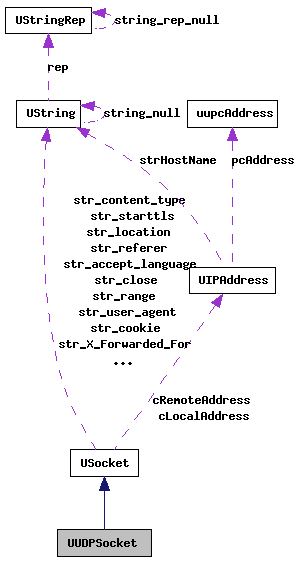 UStringRep
string_rep_null
rep
UString
string_null
uupcAddress
strHostName
pcAddress
str_content_type
str_starttls
str_location
str_referer
str_accept_language
str_close
str_range
str_user_agent
str_cookie
str_X_Forwarded_For
...
UIPAddress
cRemoteAddress
cLocalAddress
USocket
UUDPSocket